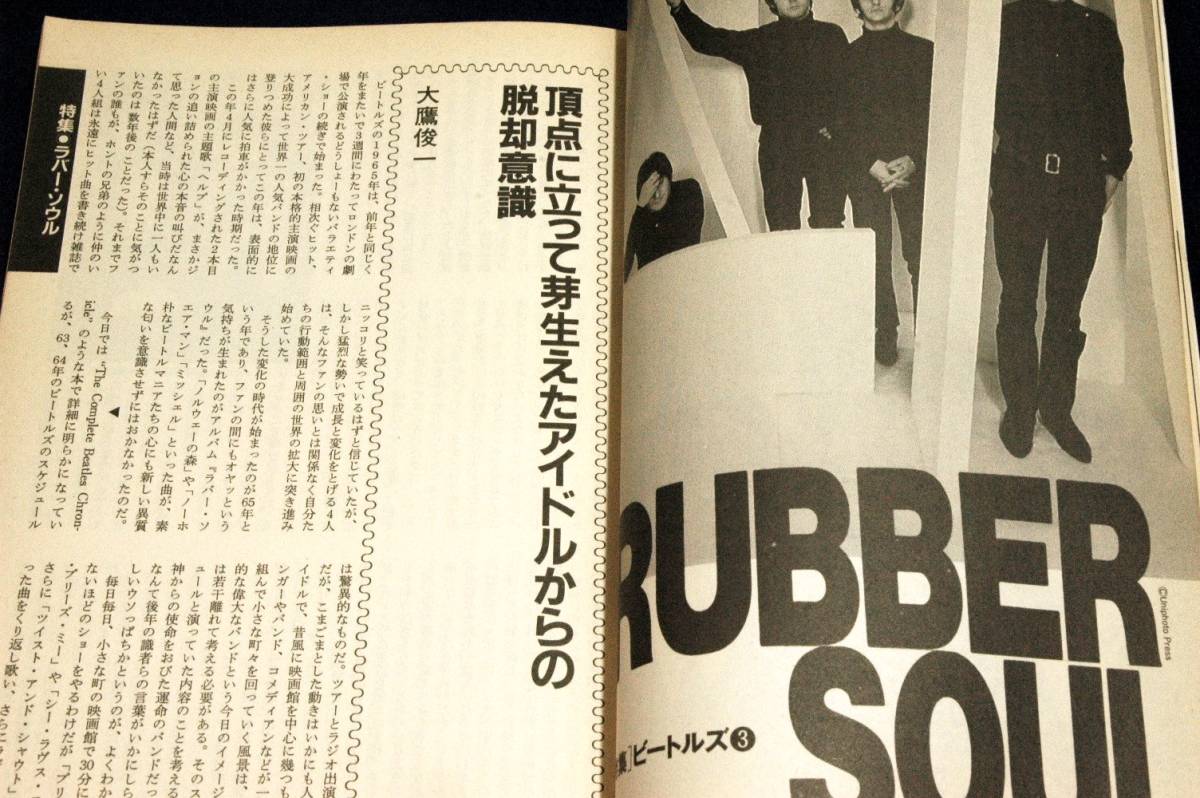 RUBBER
SOUL
集]ビートルズ❸
©Uniphoto Press
頂点に立って芽生えたアイドルからの
脱却意識
大鷹俊一
特集●ラバー・ソウル
ビートルズの1965年は、前年と同じく
年をまたいで3週間にわたってロンドンの劇
場で公演されるどうしょーもないバラエティ
・ショーの続きで始まった。相次ぐヒット、
アメリカン・ツアー、初の本格的主演映画の
大成功によって世界一の人気バンドの地位に
登りつめた彼らにとってこの年は、表面的に
はさらに人気に拍車がかかった時期だった。
この年4月にレコーディングされた2本目
の主演映画の主題歌「ヘルプ」が、まさかジ
ョンの追い詰められた心の本音の叫びだなん
て思った人間など、当時は世界中に一人もい
なかったはずだ(本人すらそのことに気がつ
いたのは数年後のことだった)。それまでフ
ァンの誰もが、ホントの兄弟のように仲のい
い4人組は永遠にヒット曲を書き続け雑誌で
ニッコリと笑っているはずと信じていたが、
しかし猛烈な勢いで成長と変化をとげる4人
は、そんなファンの思いとは関係なく自分た
ちの行動範囲と周囲の世界の拡大に突き進み
始めていた。
そうした変化の時代が始まったのが65年と
いう年であり、ファンの間にもオヤッという
気持ちが生まれたのがアルバム『ラバー・ソ
ウル』だった。「ノルウェーの森」や「ノーホ
エア・マン」「ミッシェル」といった曲が、素
朴なビートルマニアたちの心にも新しい異質
な匂いを意識させずにはおかなかったのだ。
▼
今日では “The Complete Beatles Chron-
icle” のような本で詳細に明らかになってい
るが、63、64年のビートルズのスケジュール
は驚異的なものだ。ツアーとラジオ出演
だが、こまごまとした動きはいかにも人
イドルで、昔風に映画館を中心に幾つも
ンガーやバンド、コメディアンなどが一
組んで小さな町々を回っていく風景は、
的な偉大なバンドという今日のイメージ
は若干離れて考える必要がある。そのス
ュールと演っていた内容のことを考える
神からの使命をおびた運命のバンドだっ
なんて後年の識者らの言葉がいかにしら
しいウソっぱちかというのが、よくわか
毎日毎日、小さな町の映画館で30分に
ないほどのショーをやるわけだが「プリ
・プリーズ・ミー」や「シー・ラヴス・
さらに「ツイスト・アンド・シャウト」
った曲をくり返し歌い、さらに